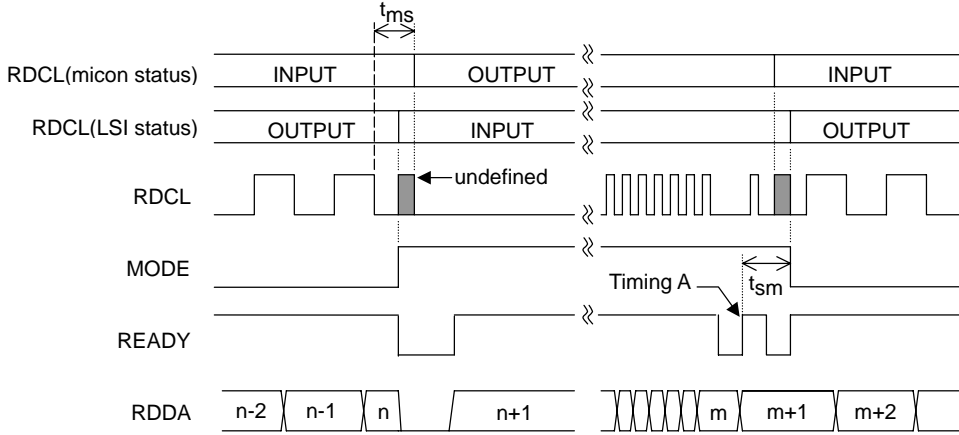 tms
RDCL(micon status) INPUT OUTPUT INPUT
RDCL(LSI status) OUTPUT INPUT OUTPUT
RDCL undefined
MODE
Timing A tsm
READY
RDDA n-2 n-1 n n+1 m m+1 m+2